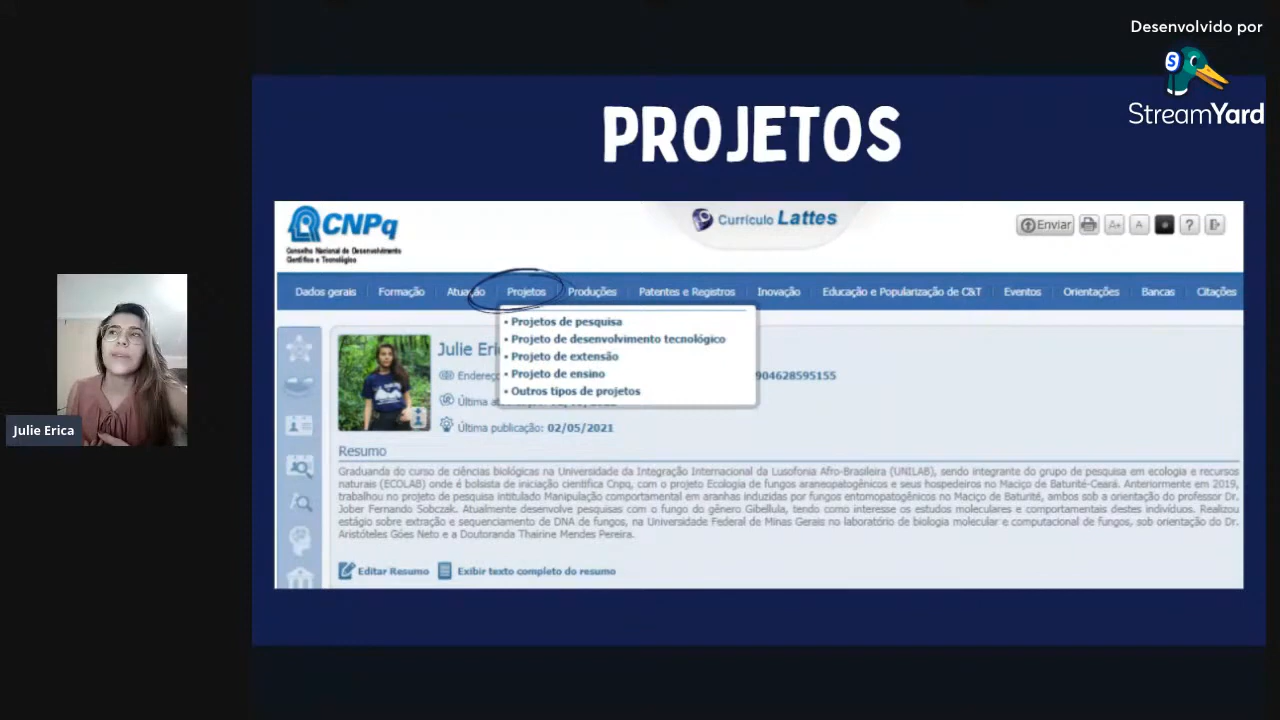 Desenvolvido por
StreamYard
PROJETOS
CNPq
Conselho Nacional de Desenvolvimento
Científico e Tecnológico
Currículo Lattes
Enviar
A+
A
?
Dados gerais
Formação
Atuação
Projetos
Produções
Patentes e Registros
Inovação
Educação e Popularização de C&T
Eventos
Orientações
Bancas
Citações
• Projetos de pesquisa
• Projeto de desenvolvimento tecnológico
• Projeto de extensão
• Projeto de ensino
• Outros tipos de projetos
Julie Eri
Endereço
904628595155
Última a
Última publicação: 02/05/2021
Resumo
Graduanda do curso de ciências biológicas na Universidade da Integração Internacional da Lusofonia Afro-Brasileira (UNILAB), sendo integrante do grupo de pesquisa em ecologia e recursos
naturais (ECOLAB) onde é bolsista de iniciação cientifica Cnpq, com o projeto Ecologia de fungos araneopatogênicos e seus hospedeiros no Maciço de Baturité-Ceará. Anteriormente em 2019,
trabalhou no projeto de pesquisa intitulado Manipulação comportamental em aranhas induzidas por fungos entomopatogênicos no Maciço de Baturité, ambos sob a orientação do professor Dr.
Jober Fernando Sobczak. Atualmente desenvolve pesquisas com o fungo do gênero Gibellula, tendo como interesse os estudos moleculares e comportamentais destes indivíduos. Realizou
estágio sobre extração e sequenciamento de DNA de fungos, na Universidade Federal de Minas Gerais no laboratório de biologia molecular e computacional de fungos, sob orientação do Dr.
Aristóteles Góes Neto e a Doutoranda Thairine Mendes Pereira.
Editar Resumo
Exibir texto completo do resumo
Julie Erica